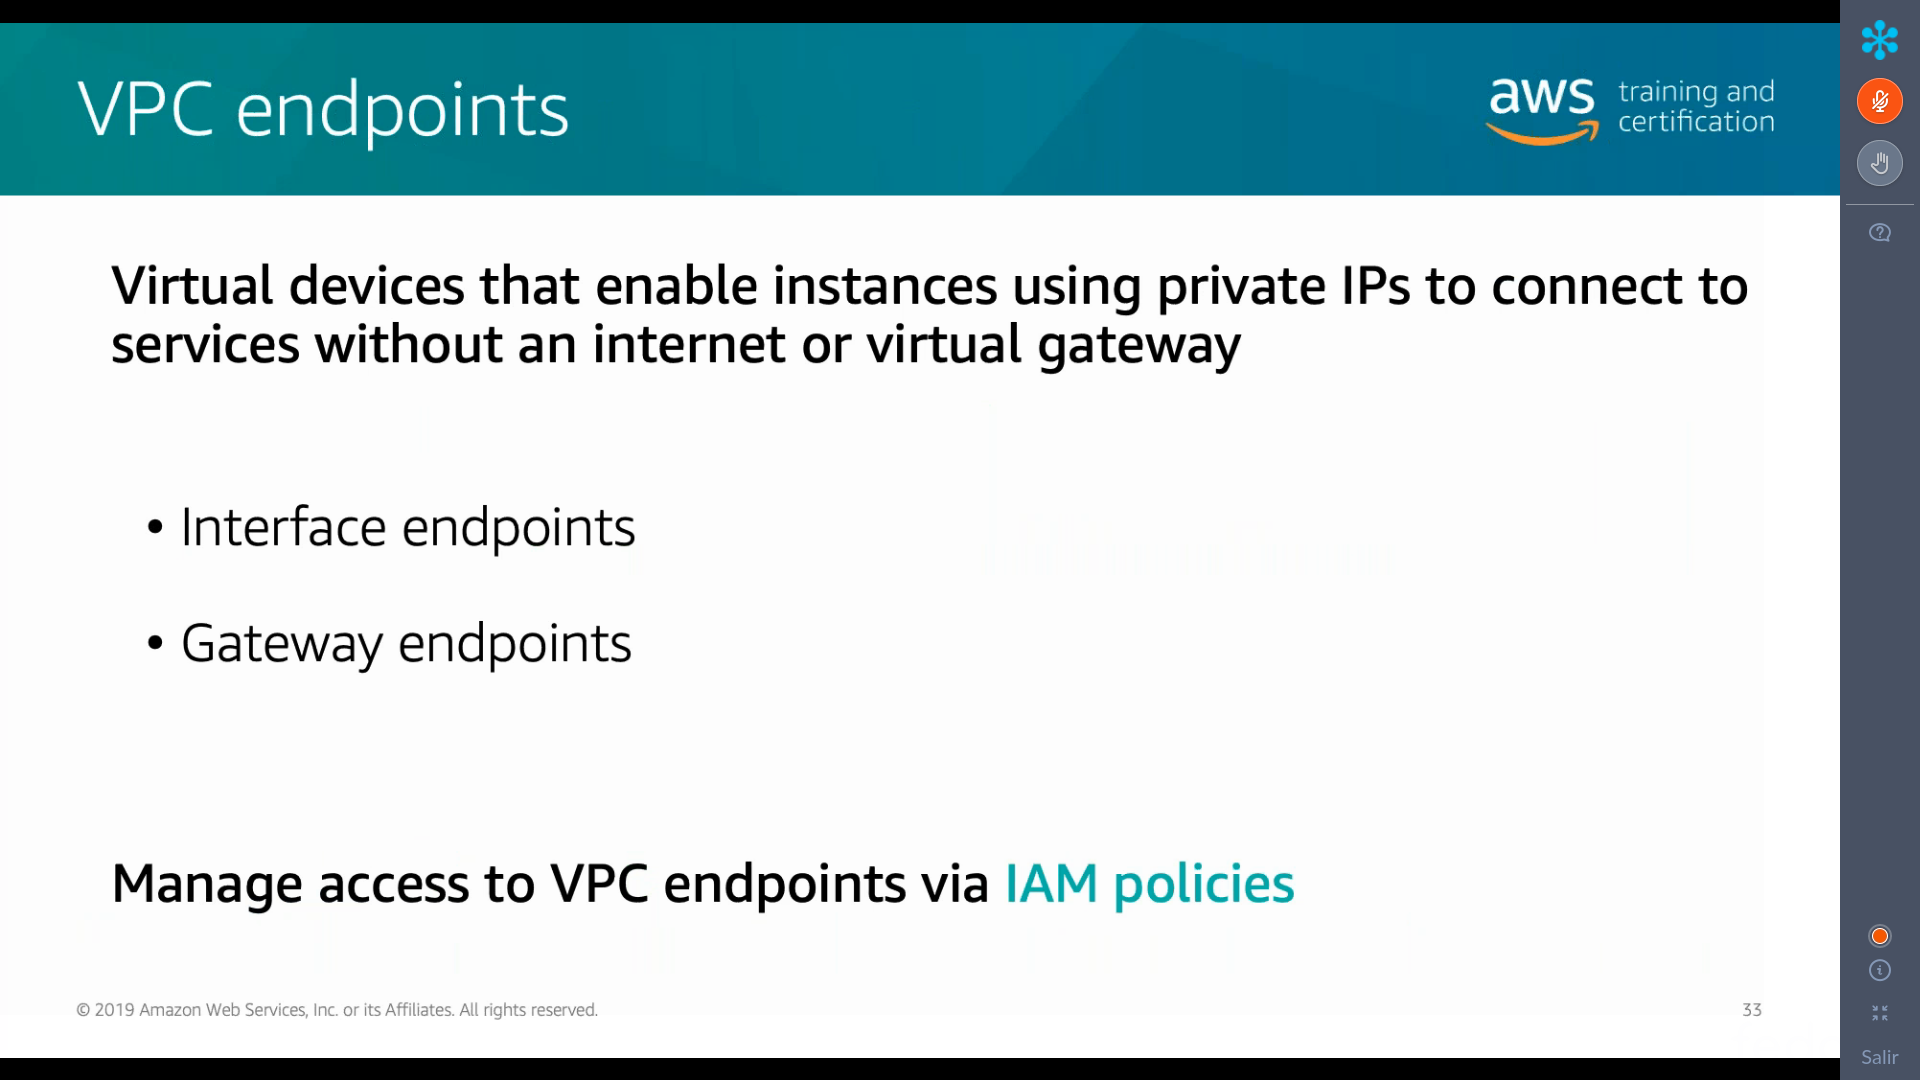 VPC endpoints
aws training and
certification
Virtual devices that enable instances using private IPs to connect to
services without an internet or virtual gateway
• Interface endpoints
• Gateway endpoints
Manage access to VPC endpoints via IAM policies
© 2019 Amazon Web Services, Inc. or its Affiliates. All rights reserved.
33
Salir